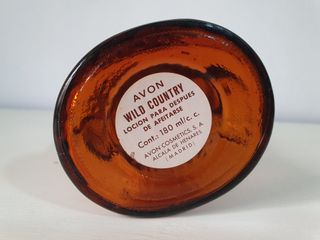 AVON
WILD COUNTRY
LOCION PARA DESPUES
DE AFEITARSE
Cont.: 180 ml/c. c.
AVON COSMETICS, S. A.
ALCALA DE HENARES
(MADRID)